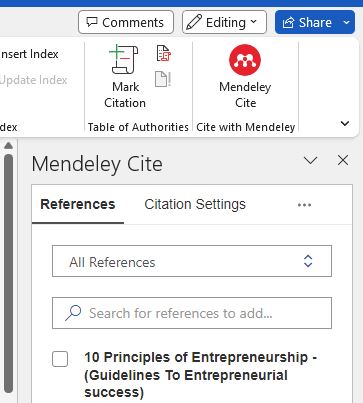 Comments
Editing
Share
nsert Index
Update Index
Mark
Citation
Mendeley
Cite
dex
Table of Authorities
Cite with Mendeley
Mendeley Cite
References
Citation Settings
All References
Search for references to add...
10 Principles of Entrepreneurship -
(Guidelines To Entrepreneurial
success)